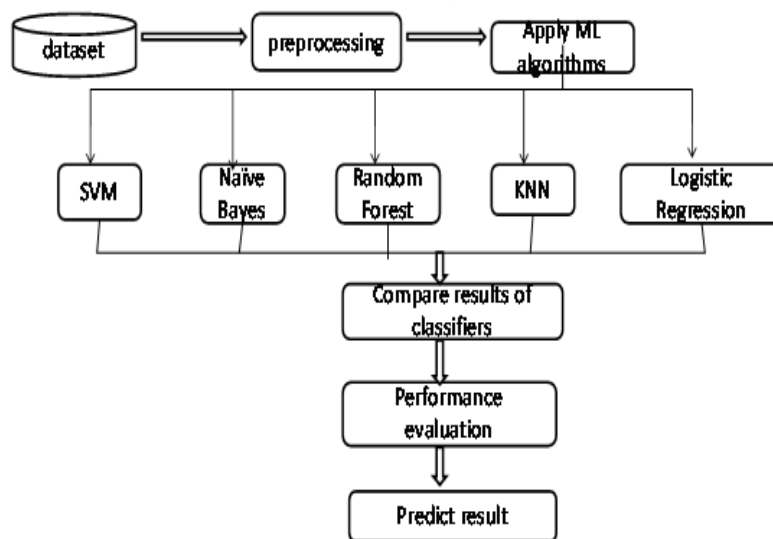 dataset
preprocessing
Apply ML
algorithms
SVM
Naïve
Bayes
Random
Forest
KNN
Logistic
Regression
Compare results of
classifiers
Performance
evaluation
Predict result